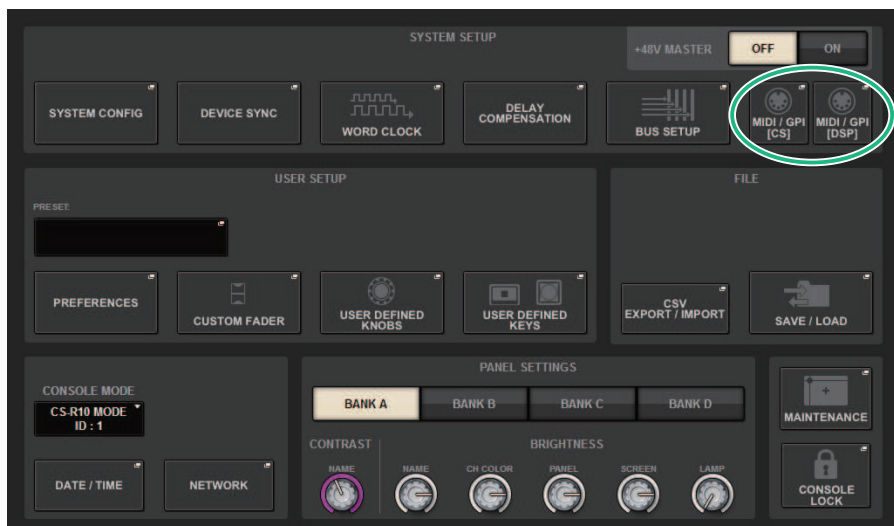 SYSTEM SETUP
+48V MASTER
OFF
ON
SYSTEM CONFIG
DEVICE SYNC
WORD CLOCK
DELAY
COMPENSATION
BUS SETUP
MIDI / GPI
[CS]
MIDI / GPI
[DSP]
USER SETUP
PRESET
PREFERENCES
CUSTOM FADER
USER DEFINED
KNOBS
USER DEFINED
KEYS
FILE
CSV
EXPORT / IMPORT
SAVE / LOAD
CONSOLE MODE
CS-R10 MODE
ID : 1
DATE / TIME
NETWORK
PANEL SETTINGS
BANK A
BANK B
BANK C
BANK D
CONTRAST
BRIGHTNESS
NAME
NAME
CH COLOR
PANEL
SCREEN
LAMP
MAINTENANCE
CONSOLE
LOCK